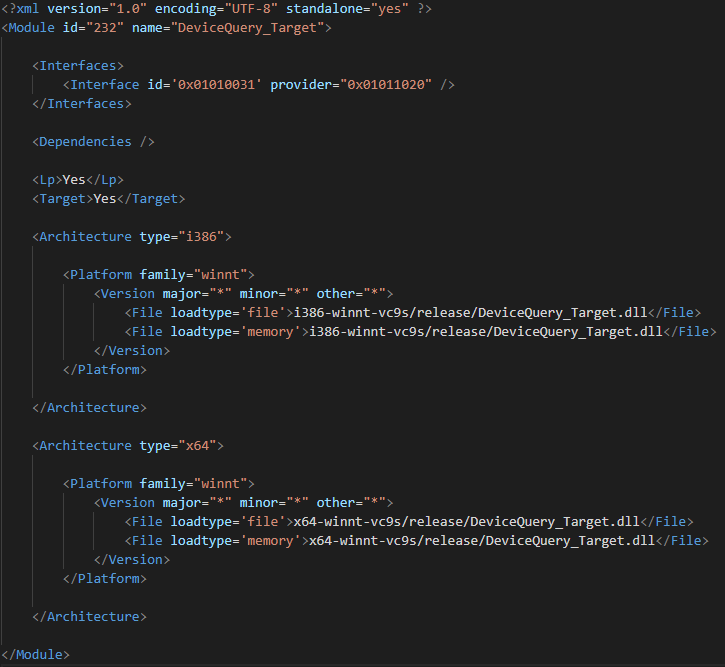 <?xml version="1.0" encoding="UTF-8" standalone="yes" ?>
<Module id="232" name="DeviceQuery_Target">
<Interfaces>
<Interface id='0x01010031' provider="0x01011020" />
</Interfaces>
<Dependencies />
<Lp>Yes</Lp>
<Target>Yes</Target>
<Architecture type="i386">
<Platform family="winnt">
<Version major="*" minor="*" other="*">
<File loadtype='file'>i386-winnt-vc9s/release/DeviceQuery_Target.dll</File>
<File loadtype='memory'>i386-winnt-vc9s/release/DeviceQuery_Target.dll</File>
</Version>
</Platform>
</Architecture>
<Architecture type="x64">
<Platform family="winnt">
<Version major="*" minor="*" other="*">
<File loadtype='file'>x64-winnt-vc9s/release/DeviceQuery_Target.dll</File>
<File loadtype='memory'>x64-winnt-vc9s/release/DeviceQuery_Target.dll</File>
</Version>
</Platform>
</Architecture>
</Module>